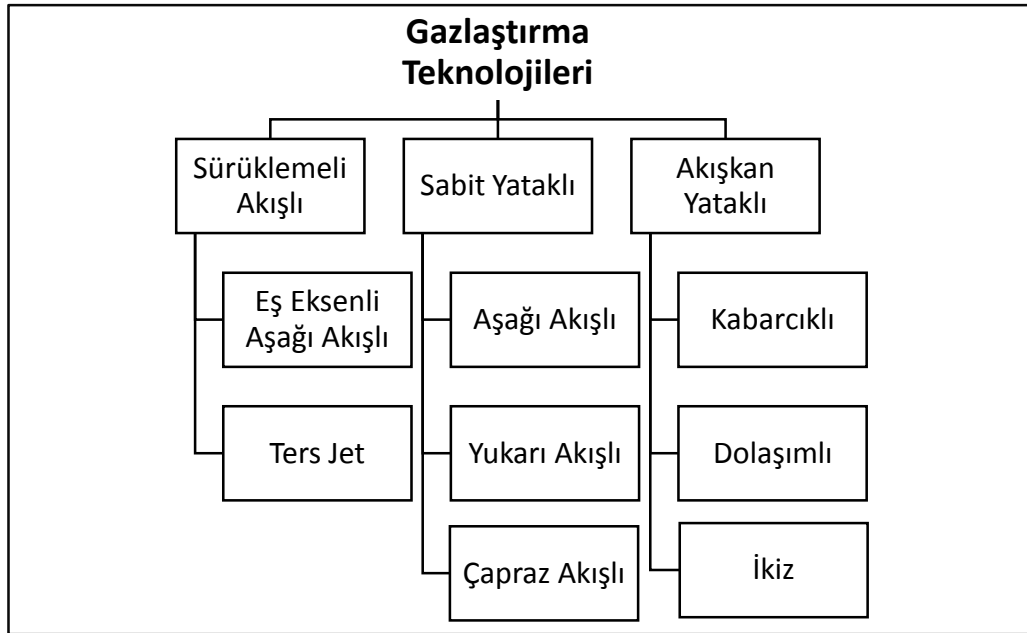 Gazlaştırma
Teknolojileri
Sürüklemeli
Akışlı
Eş Eksenli
Aşağı Akışlı
Ters Jet
Sabit Yataklı
Aşağı Akışlı
Yukarı Akışlı
Çapraz Akışlı
Akışkan
Yataklı
Kabarcıklı
Dolaşımlı
İkiz